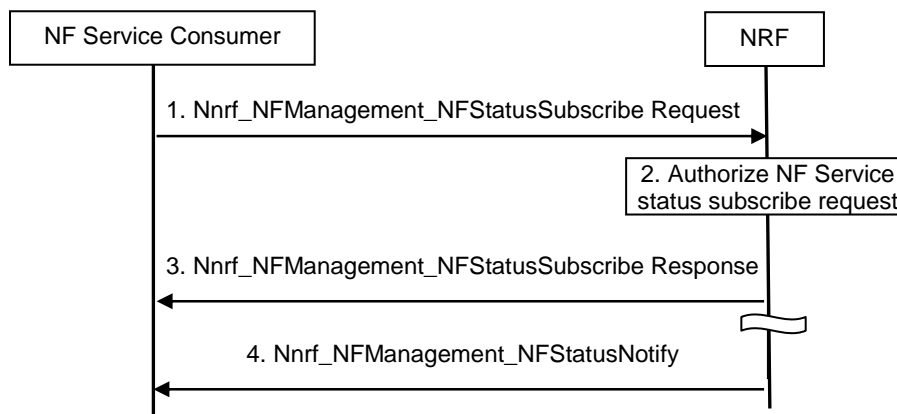 NF Service Consumer
NRF
1. Nnrf_NFManagement_NFStatusSubscribe Request
2. Authorize NF Service
status subscribe request
3. Nnrf_NFManagement_NFStatusSubscribe Response
4. Nnrf_NFManagement_NFStatusNotify